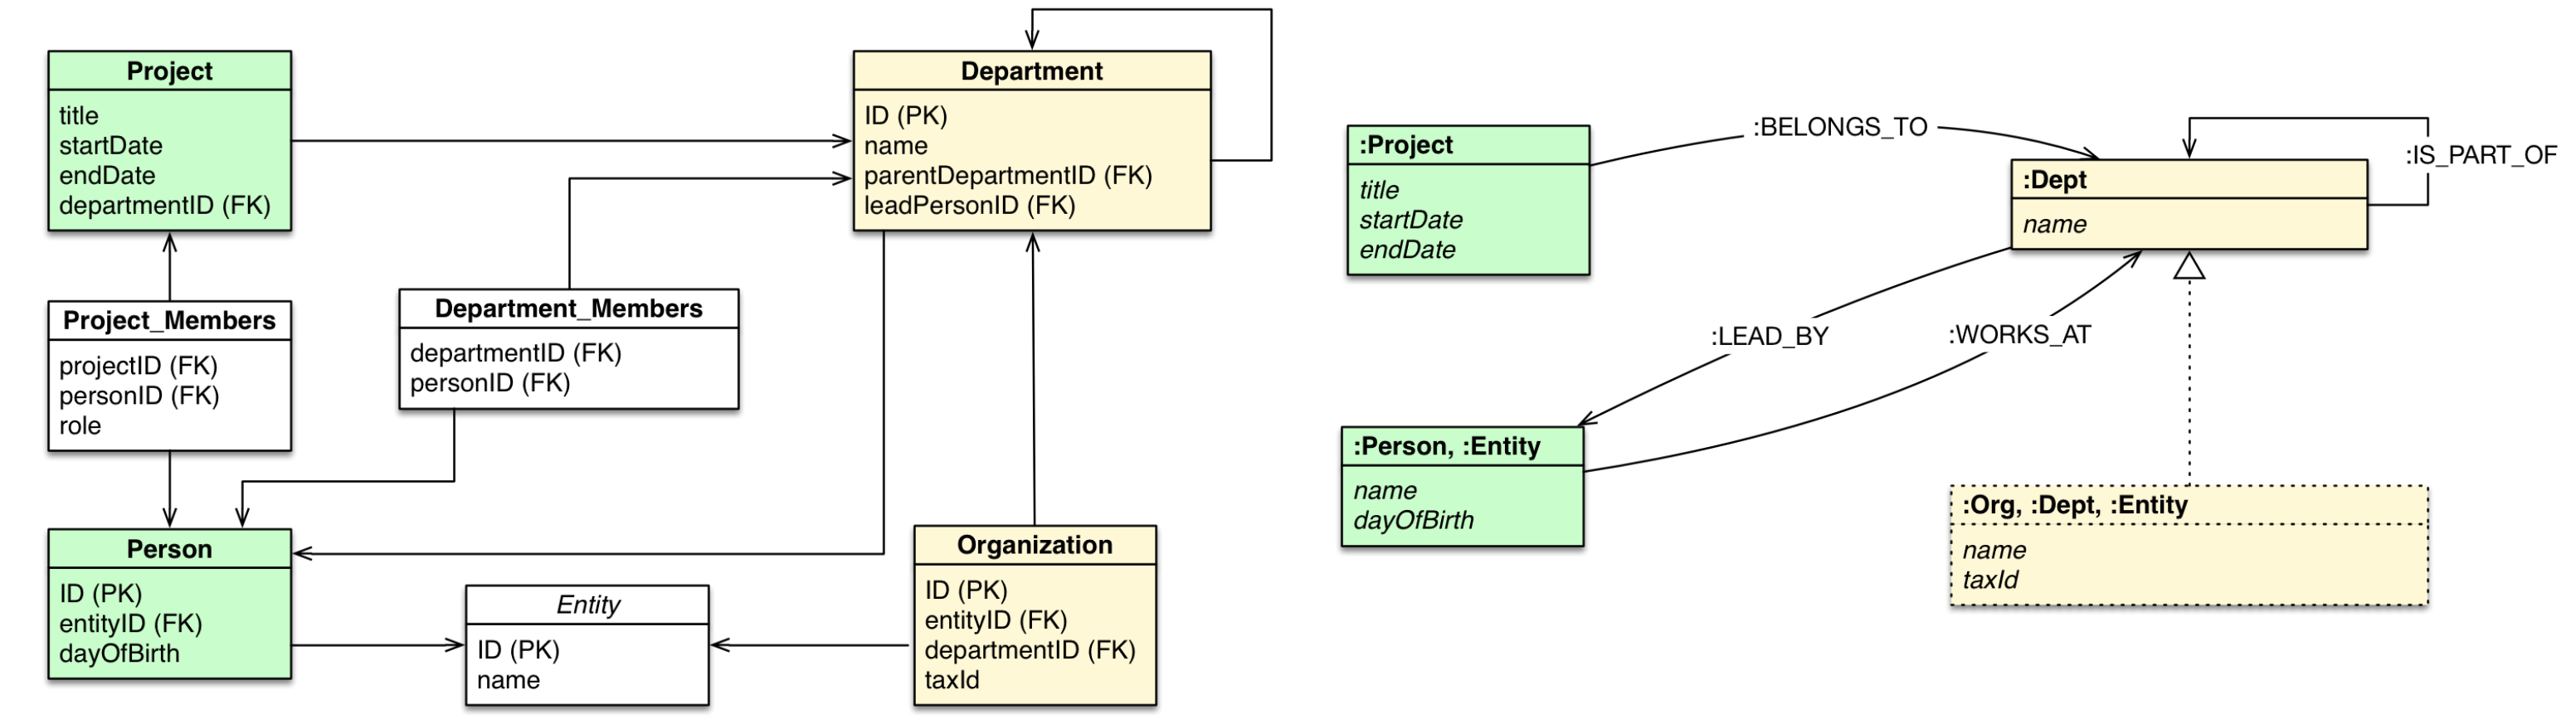 Project
title
startDate
endDate
departmentID (FK)
Department
ID (PK)
name
parentDepartmentID (FK)
leadPersonID (FK)
Project_Members
projectID (FK)
personID (FK)
role
Department_Members
departmentID (FK)
personID (FK)
Person
ID (PK)
entityID (FK)
dayOfBirth
Entity
ID (PK)
name
Organization
ID (PK)
entityID (FK)
departmentID (FK)
taxId
:Project
title
startDate
endDate
:BELONGS_TO
:Dept
name
:IS_PART_OF
:LEAD_BY
:WORKS_AT
:Person, :Entity
name
dayOfBirth
:Org, :Dept, :Entity
name
taxId